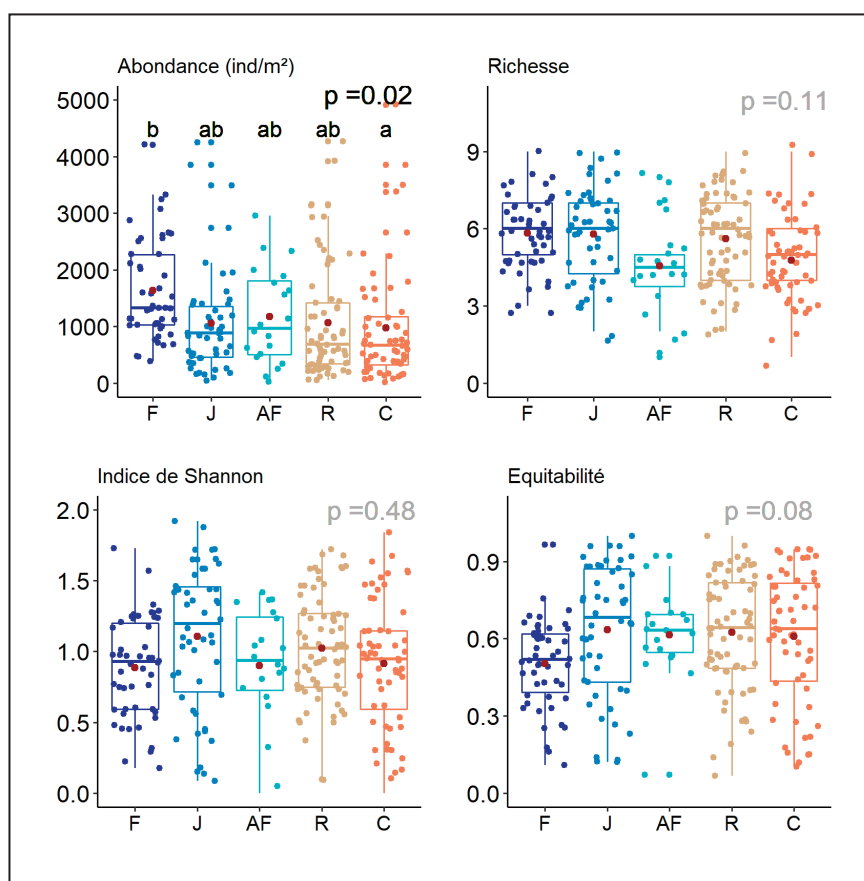 Abondance (ind/m²)
p =0.02
5000
b ab ab ab a
4000
3000
2000
1000
0
F J AF R C
Richesse
p =0.11
9
6
3
0
F J AF R C
Indice de Shannon
p =0.48
2.0
1.5
1.0
0.5
0.0
F J AF R C
Equitabilité
p =0.08
0.9
0.6
0.3
0.0
F J AF R C